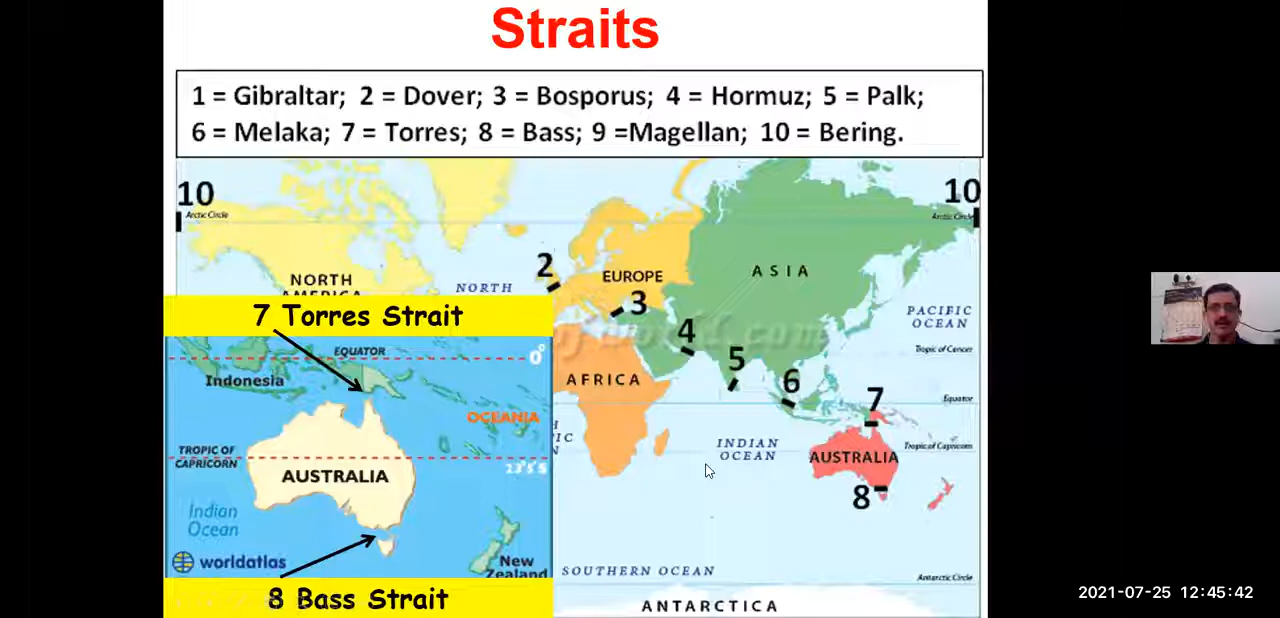 Straits
1 = Gibraltar; 2 = Dover; 3 = Bosporus; 4 = Hormuz; 5 = Palk;
6 = Melaka; 7 = Torres; 8 = Bass; 9 =Magellan; 10 = Bering.
10
10
Arctic Circle
Arctic Circle
2
EUROPE
ASIA
NORTH
AMERICA
NORTH
3
4
5
6
7
8
PACIFIC
OCEAN
Tropic of Cancer
Equator
Tropic of Capricorn
AFRICA
INDIAN
OCEAN
AUSTRALIA
SOUTHERN OCEAN
Antarctic Circle
ANTARCTICA
7 Torres Strait
EQUATOR
0°
Indonesia
OCEANIA
TROPIC OF
CAPRICORN
AUSTRALIA
Indian
Ocean
worldatlas
New
Zealand
8 Bass Strait
2021-07-25 12:45:42